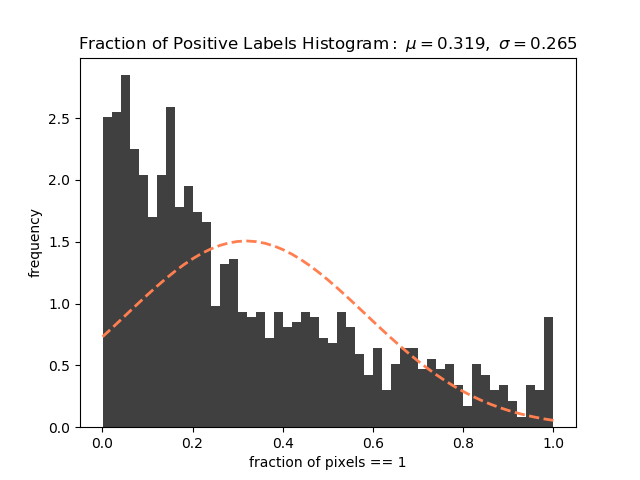 Fraction of Positive Labels Histogram: μ = 0.319, σ = 0.265
2.5
2.0
1.5
1.0
0.5
0.0
frequency
0.0 0.2 0.4 0.6 0.8 1.0
fraction of pixels == 1